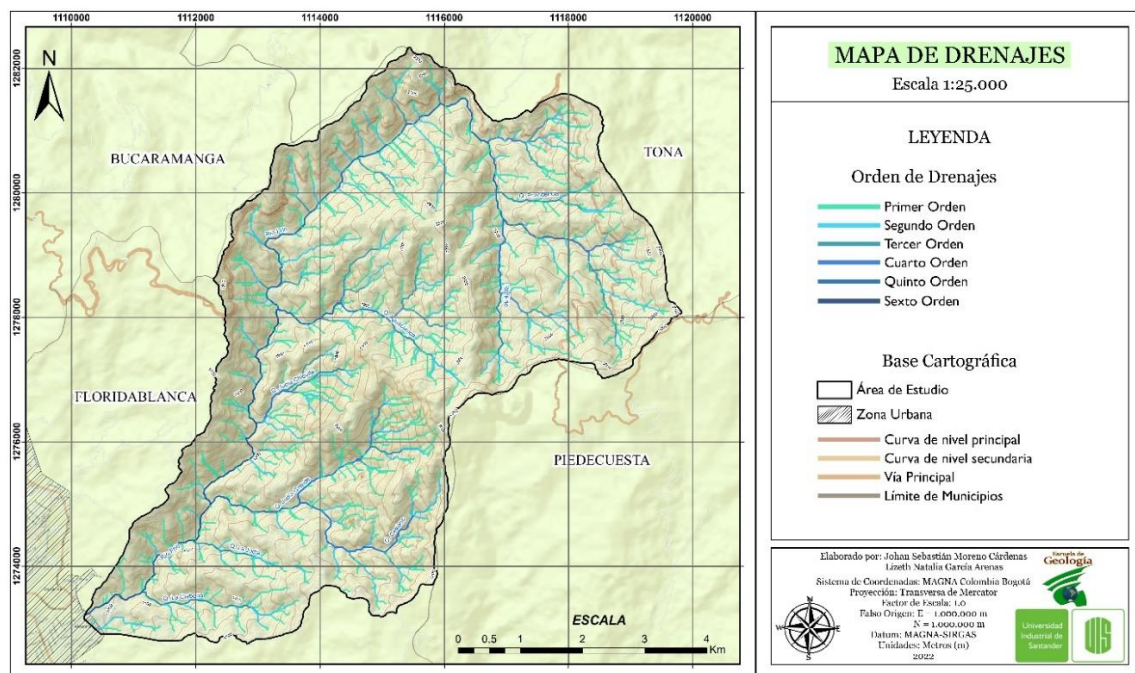 1110000 1112000 1114000 1116000 1118000 1120000
1282000
1280000
1278000
1276000
1274000
N
BUCARAMANGA
TONA
FLORIDABLANCA
PIEDECUESTA
ESCALA
0 0.5 1 2 3 4
Km
MAPA DE DRENAJES
Escala 1:25.000
LEYENDA
Orden de Drenajes
Primer Orden
Segundo Orden
Tercer Orden
Cuarto Orden
Quinto Orden
Sexto Orden
Base Cartográfica
Área de Estudio
Zona Urbana
Curva de nivel principal
Curva de nivel secundaria
Vía Principal
Límite de Municipios
Elaborado por: Johan Sebastián Moreno Cárdenas
Lizeth Natalia García Arenas
Sistema de Coordenadas: MAGNA Colombia Bogotá
Proyección: Transversa de Mercator
Factor de Escala: 1.0
Falso Origen: E = 1.000.000 m
N = 1.000.000 m
Datum: MAGNA-SIRGAS
Unidades: Metros (m)
2022
N
W E
S
Escuela de
Geología
Universidad
Industrial de
Santander
UIS